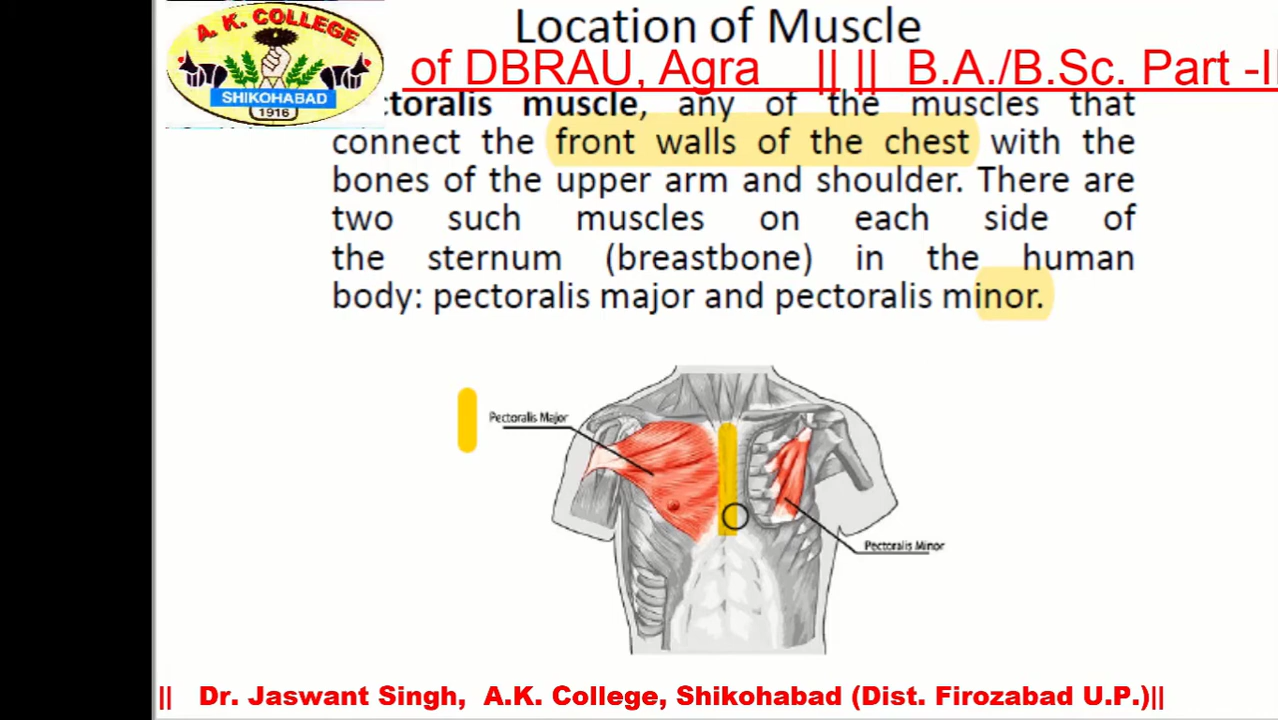 Location of Muscle
A. K. COLLEGE
SHIKOHABAD
1916
of DBRAU, Agra || || B.A./B.Sc. Part -I
ctoralis muscle, any of the muscles that
connect the front walls of the chest with the
bones of the upper arm and shoulder. There are
two such muscles on each side of
the sternum (breastbone) in the human
body: pectoralis major and pectoralis minor.
Pectoralis Major
Pectoralis Minor
|| Dr. Jaswant Singh, A.K. College, Shikohabad (Dist. Firozabad U.P.)||